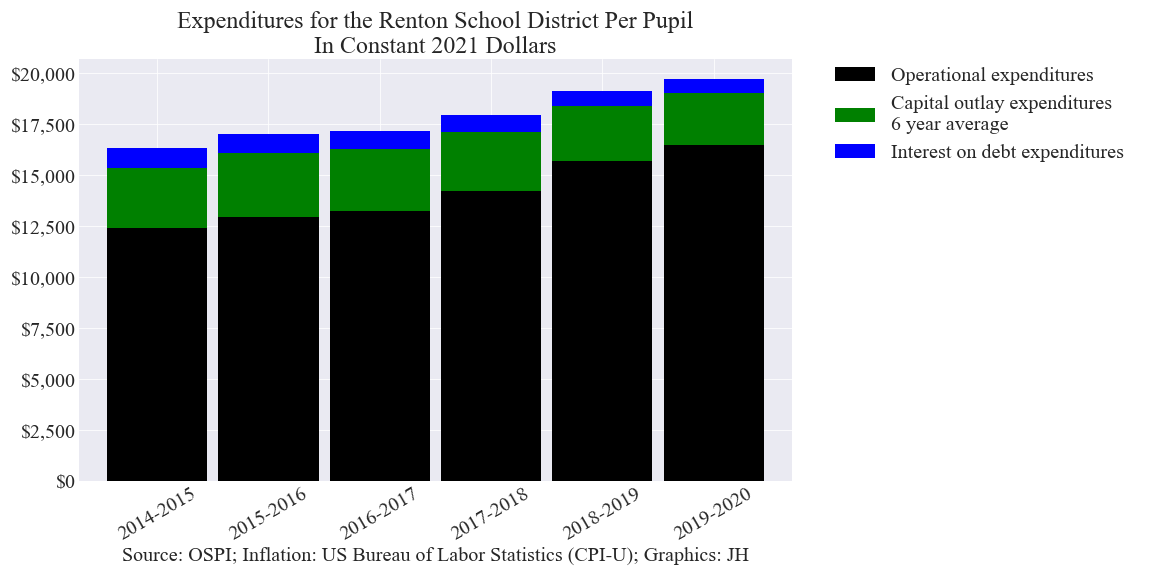 Expenditures for the Renton School District Per Pupil
In Constant 2021 Dollars
$20,000
$17,500
$15,000
$12,500
$10,000
$7,500
$5,000
$2,500
$0
Operational expenditures
Capital outlay expenditures
6 year average
Interest on debt expenditures
2014-2015
2015-2016
2016-2017
2017-2018
2018-2019
2019-2020
Source: OSPI; Inflation: US Bureau of Labor Statistics (CPI-U); Graphics: JH